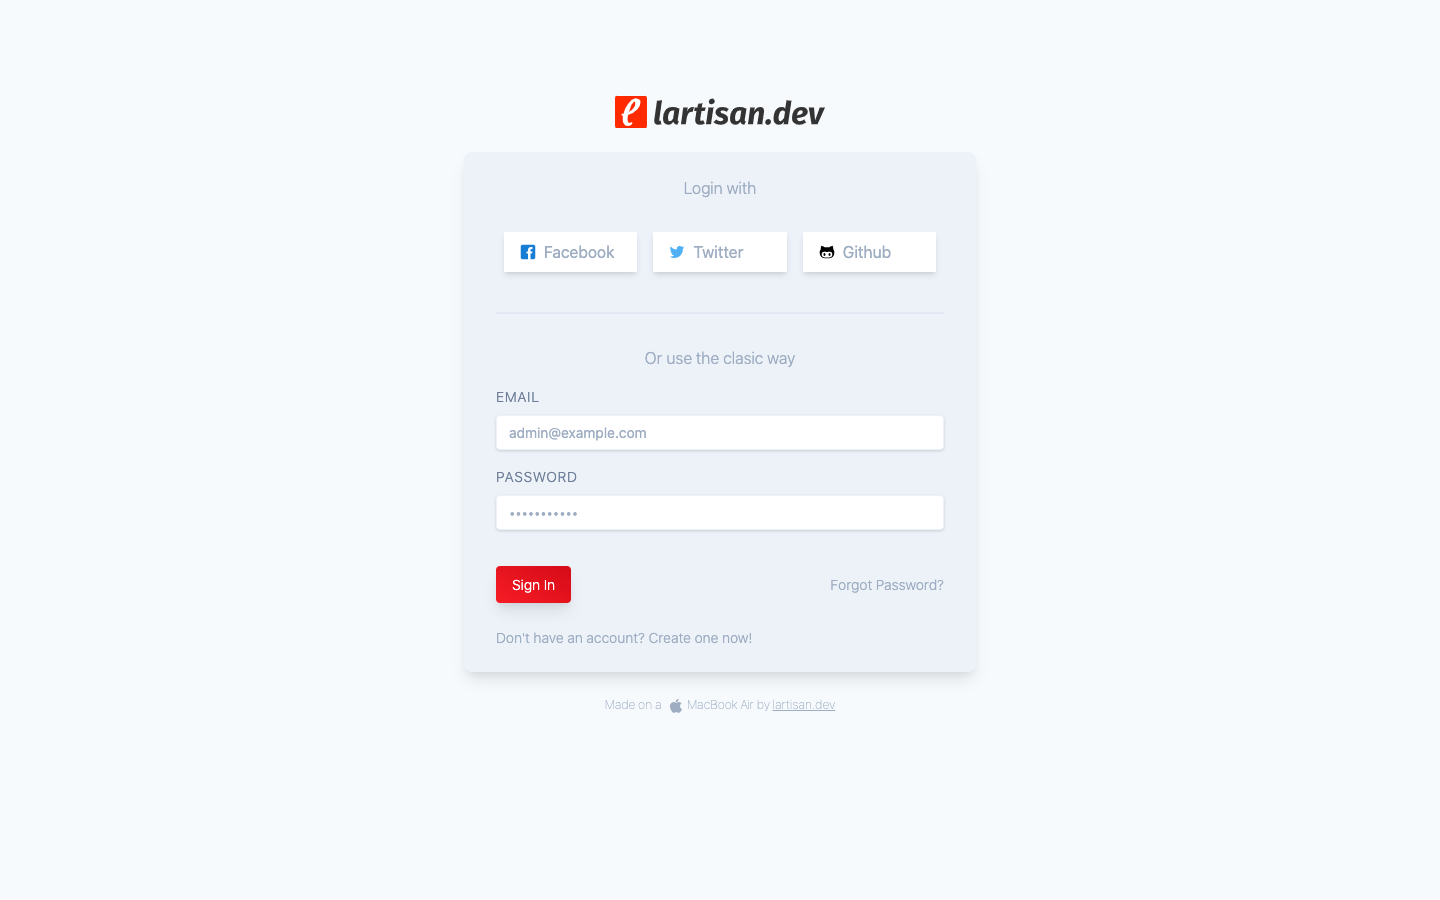 lartisan.dev
Login with
Facebook Twitter Github
Or use the clasic way
EMAIL
admin@example.com
PASSWORD
•••••••••••
Sign In Forgot Password?
Don't have an account? Create one now!
Made on a MacBook Air by lartisan.dev